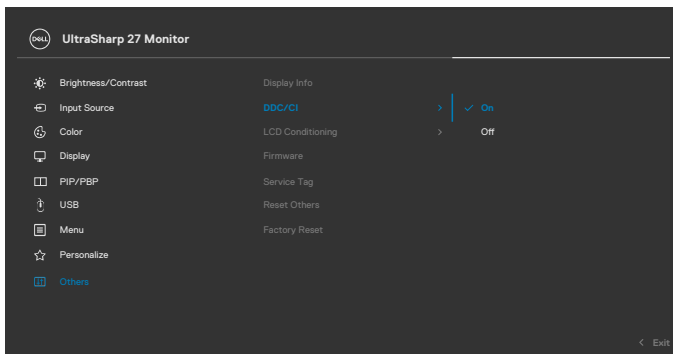 DELL UltraSharp 27 Monitor
Brightness/Contrast Display Info
Input Source DDC/CI > ✓ On
Color LCD Conditioning > Off
Display Firmware
PIP/PBP Service Tag
USB Reset Others
Menu Factory Reset
Personalize
Others
< Exit